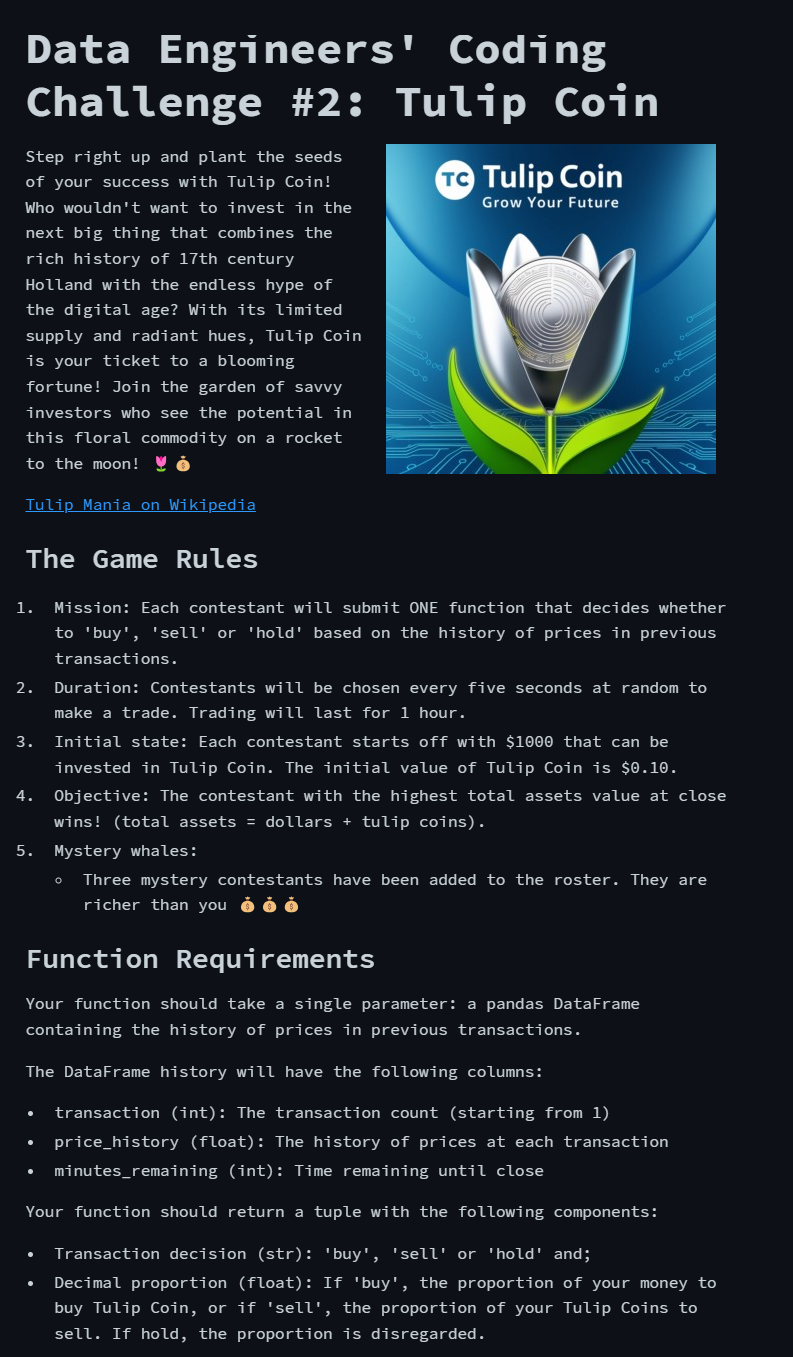 Data Engineers' Coding
Challenge #2: Tulip Coin
Step right up and plant the seeds
of your success with Tulip Coin!
Who wouldn't want to invest in the
next big thing that combines the
rich history of 17th century
Holland with the endless hype of
the digital age? With its limited
supply and radiant hues, Tulip Coin
is your ticket to a blooming
fortune! Join the garden of savvy
investors who see the potential in
this floral commodity on a rocket
to the moon! 🌷💰
TC Tulip Coin
Grow Your Future
Tulip Mania on Wikipedia
The Game Rules
1. Mission: Each contestant will submit ONE function that decides whether
to 'buy', 'sell' or 'hold' based on the history of prices in previous
transactions.
2. Duration: Contestants will be chosen every five seconds at random to
make a trade. Trading will last for 1 hour.
3. Initial state: Each contestant starts off with $1000 that can be
invested in Tulip Coin. The initial value of Tulip Coin is $0.10.
4. Objective: The contestant with the highest total assets value at close
wins! (total assets = dollars + tulip coins).
5. Mystery whales:
◦ Three mystery contestants have been added to the roster. They are
richer than you 💰💰💰
Function Requirements
Your function should take a single parameter: a pandas DataFrame
containing the history of prices in previous transactions.
The DataFrame history will have the following columns:
• transaction (int): The transaction count (starting from 1)
• price_history (float): The history of prices at each transaction
• minutes_remaining (int): Time remaining until close
Your function should return a tuple with the following components:
• Transaction decision (str): 'buy', 'sell' or 'hold' and;
• Decimal proportion (float): If 'buy', the proportion of your money to
buy Tulip Coin, or if 'sell', the proportion of your Tulip Coins to
sell. If hold, the proportion is disregarded.